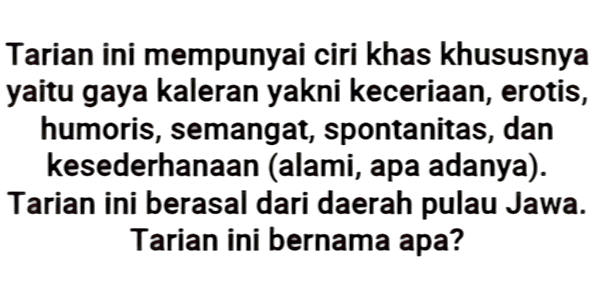 Tarian ini mempunyai ciri khas khususnya
yaitu gaya kaleran yakni keceriaan, erotis,
humoris, semangat, spontanitas, dan
kesederhanaan (alami, apa adanya).
Tarian ini berasal dari daerah pulau Jawa.
Tarian ini bernama apa?